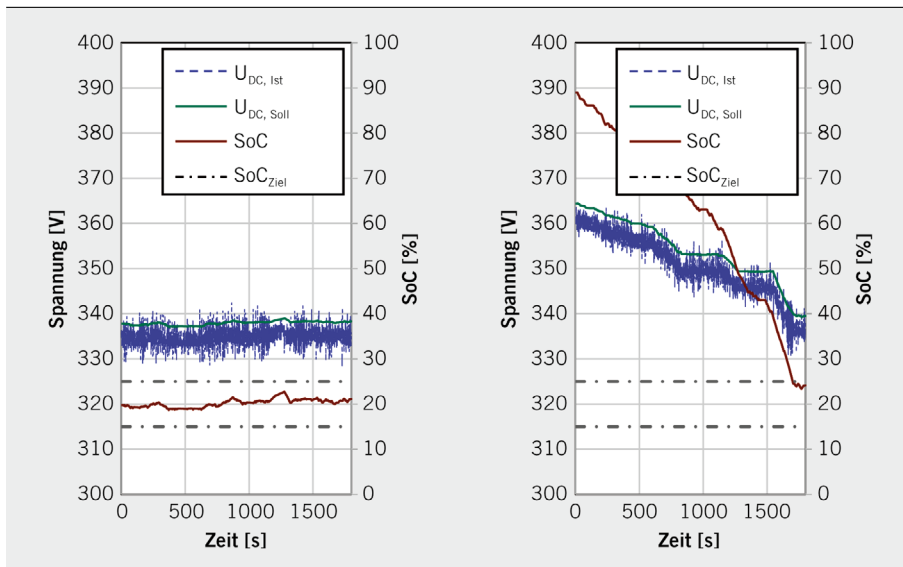 400
390
380
370
360
350
340
330
320
310
300
Spannung [V]
100
90
80
70
60
50
40
30
20
10
0
SoC [%]
0 500 1000 1500
Zeit [s]
U DC, Ist
U DC, Soll
SoC
SoC Ziel
400
390
380
370
360
350
340
330
320
310
300
Spannung [V]
100
90
80
70
60
50
40
30
20
10
0
SoC [%]
0 500 1000 1500
Zeit [s]
U DC, Ist
U DC, Soll
SoC
SoC Ziel